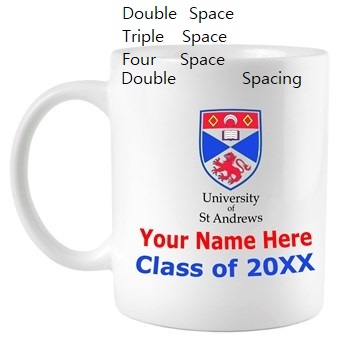 Double  Space
Triple   Space
Four    Space
Double          Spacing
University
of
St Andrews
Your Name Here
Class of 20XX